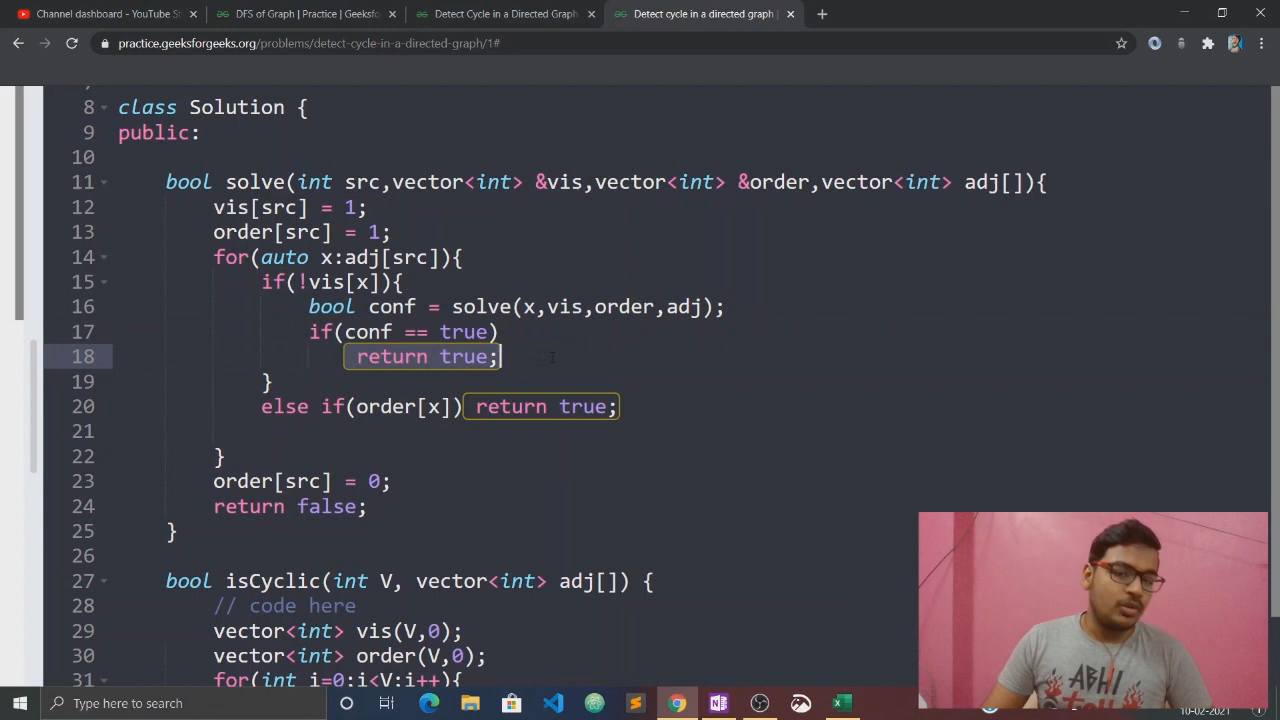 Channel dashboard - YouTube St
DFS of Graph | Practice | Geeksfor
Detect Cycle in a Directed Graph
Detect cycle in a directed graph |
practice.geeksforgeeks.org/problems/detect-cycle-in-a-directed-graph/1#
8 class Solution {
9 public:
10
11 bool solve(int src,vector<int> &vis,vector<int> &order,vector<int> adj[]){
12 vis[src] = 1;
13 order[src] = 1;
14 for(auto x:adj[src]){
15 if(!vis[x]){
16 bool conf = solve(x,vis,order,adj);
17 if(conf == true)
18 return true;
19 }
20 else if(order[x]) return true;
21
22 }
23 order[src] = 0;
24 return false;
25 }
26
27 bool isCyclic(int V, vector<int> adj[]) {
28 // code here
29 vector<int> vis(V,0);
30 vector<int> order(V,0);
31 for(int i=0;i<V;i++){
ABHI
Type here to search
10-02-2021